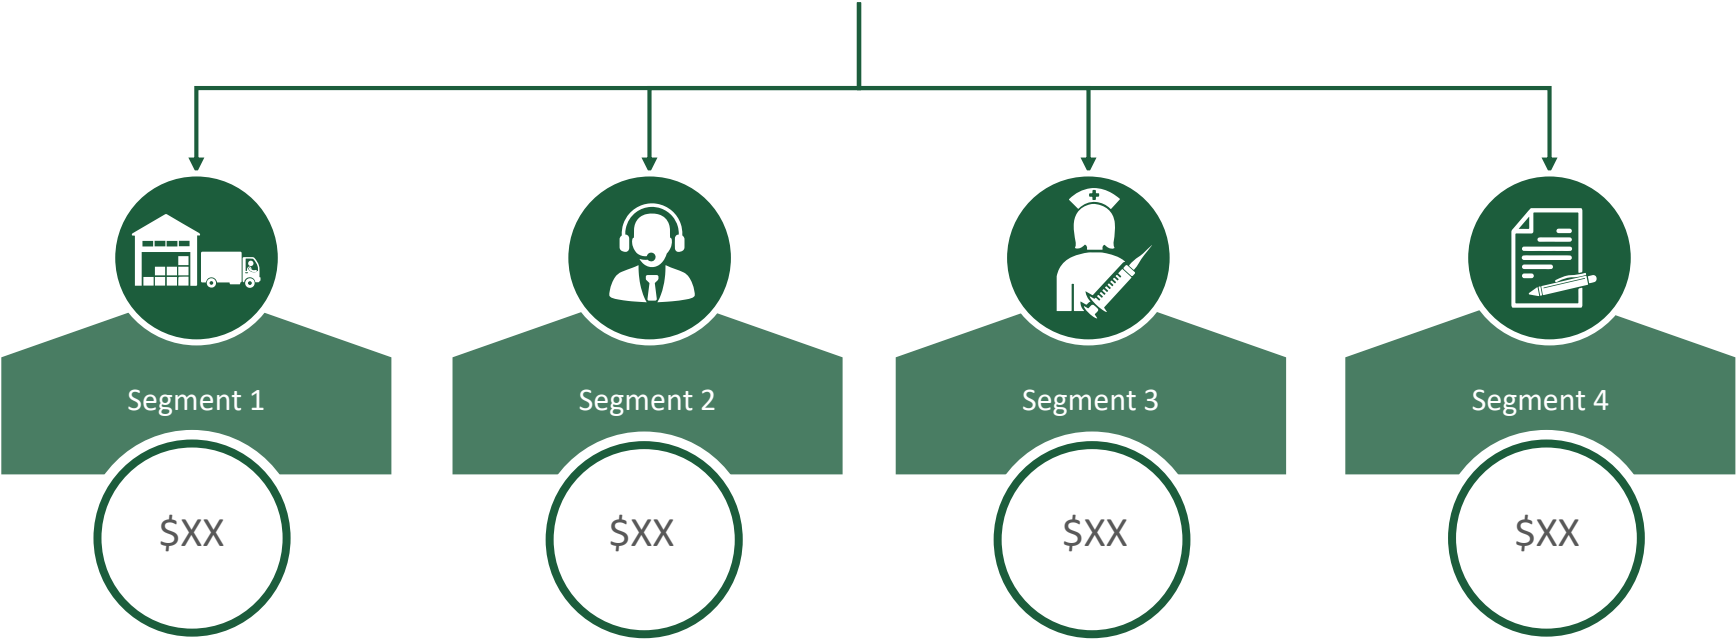 Segment 1
Segment 2
Segment 3
Segment 4
$XX
$XX
$XX
$XX